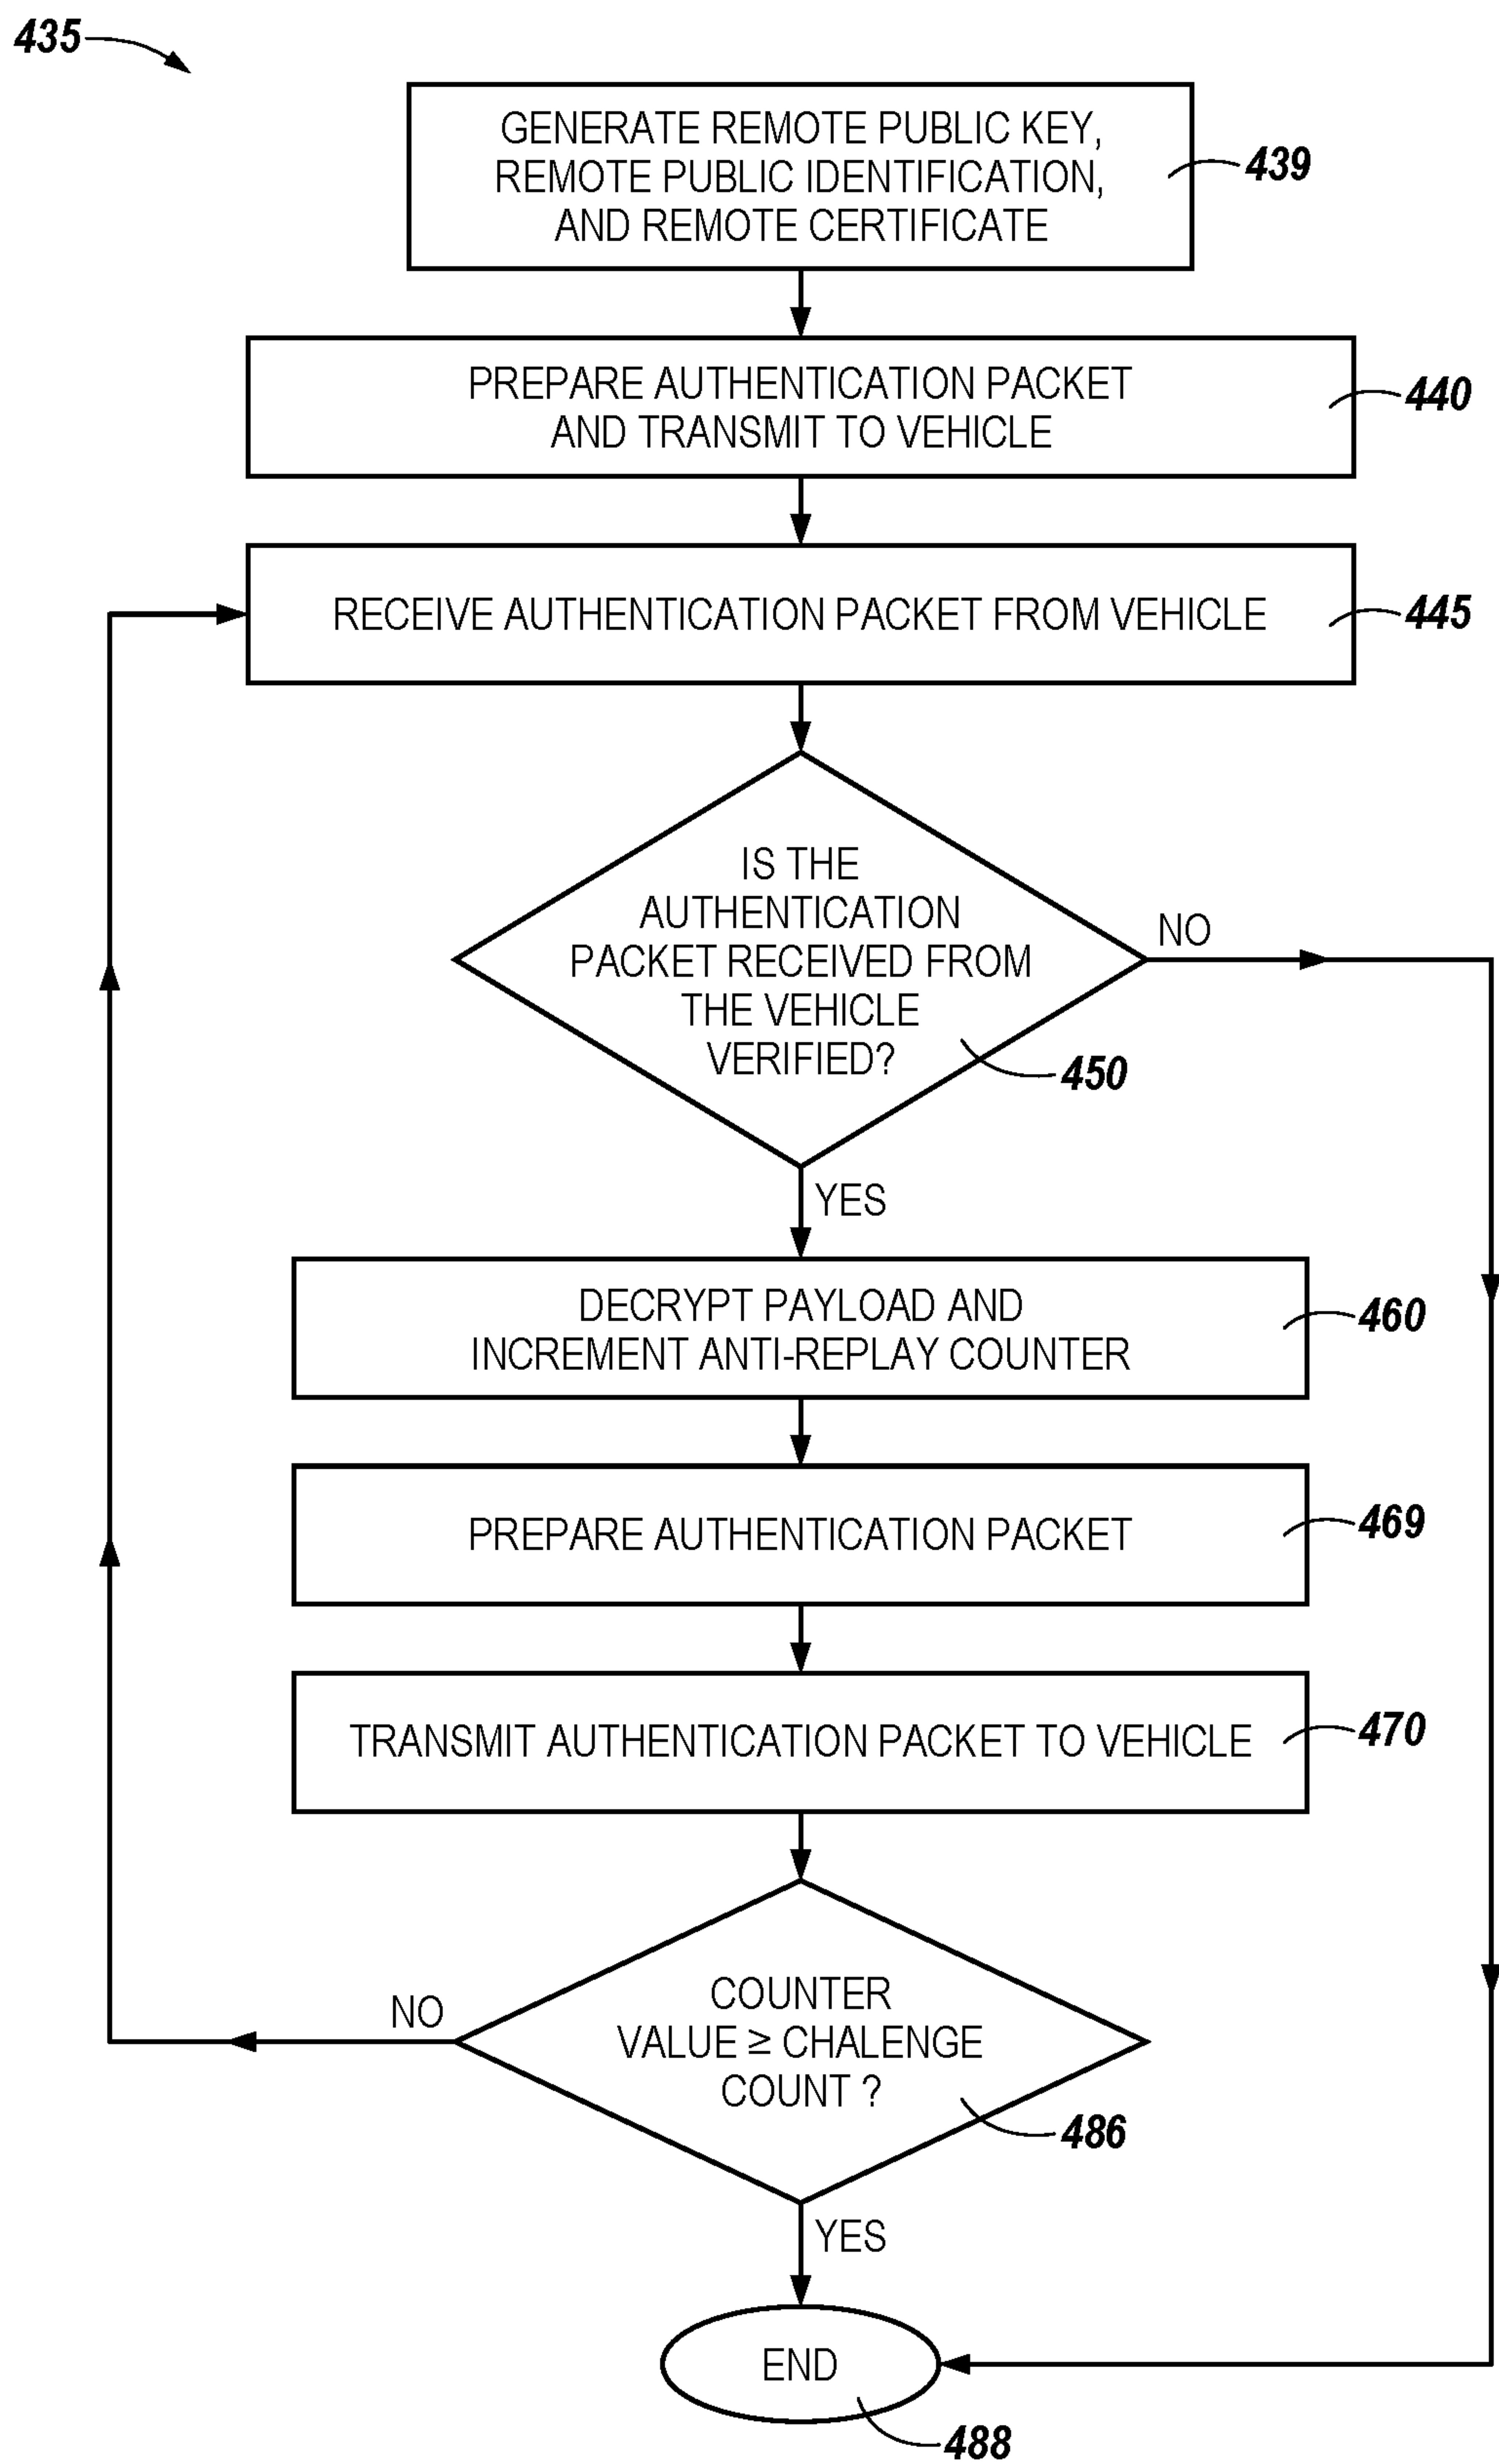 435
GENERATE REMOTE PUBLIC KEY,
REMOTE PUBLIC IDENTIFICATION,
AND REMOTE CERTIFICATE
439
PREPARE AUTHENTICATION PACKET
AND TRANSMIT TO VEHICLE
440
RECEIVE AUTHENTICATION PACKET FROM VEHICLE
445
IS THE
AUTHENTICATION
PACKET RECEIVED FROM
THE VEHICLE
VERIFIED?
NO
450
YES
DECRYPT PAYLOAD AND
INCREMENT ANTI-REPLAY COUNTER
460
PREPARE AUTHENTICATION PACKET
469
TRANSMIT AUTHENTICATION PACKET TO VEHICLE
470
NO
COUNTER
VALUE ≥ CHALENGE
COUNT ?
486
YES
END
488